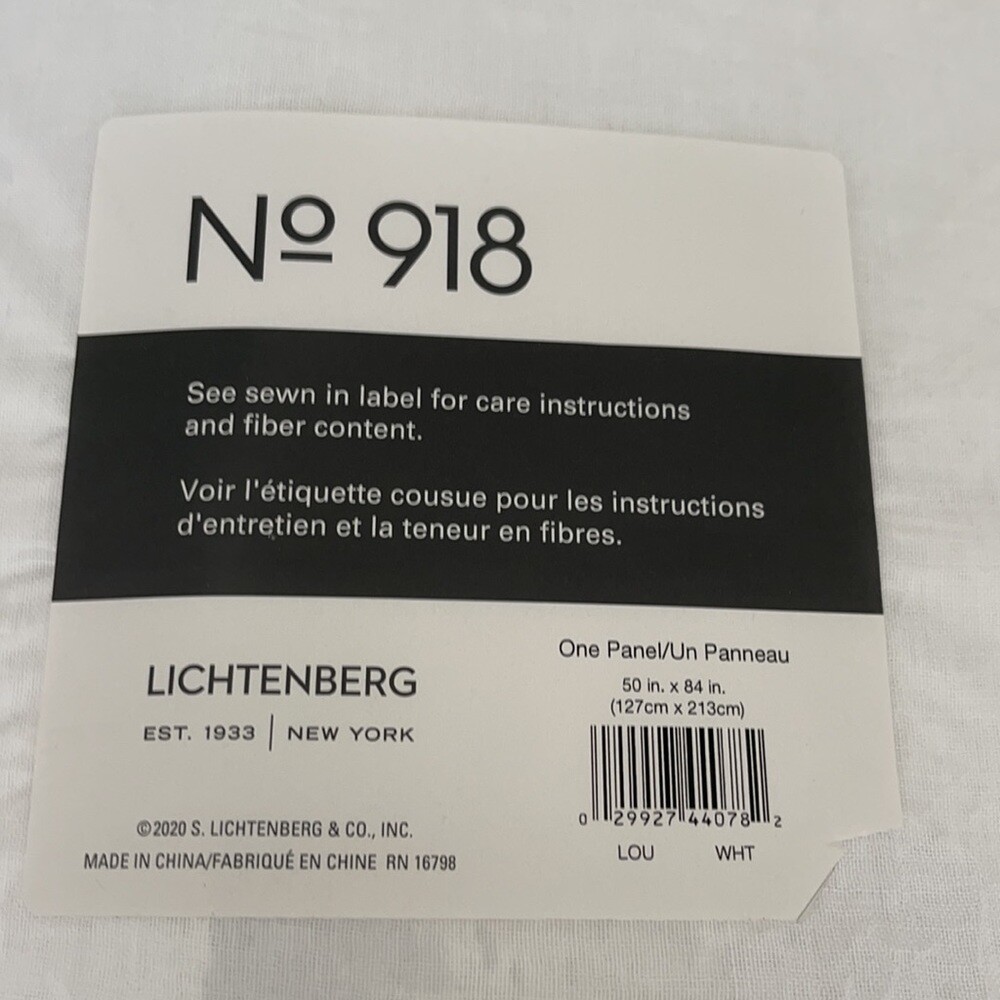 Nº 918
See sewn in label for care instructions
and fiber content.
Voir l'étiquette cousue pour les instructions
d'entretien et la teneur en fibres.
LICHTENBERG
EST. 1933 | NEW YORK
©2020 S. LICHTENBERG & CO., INC.
MADE IN CHINA/FABRIQUÉ EN CHINE RN 16798
One Panel/Un Panneau
50 in. x 84 in.
(127cm x 213cm)
0 29927 44078 2
LOU WHT